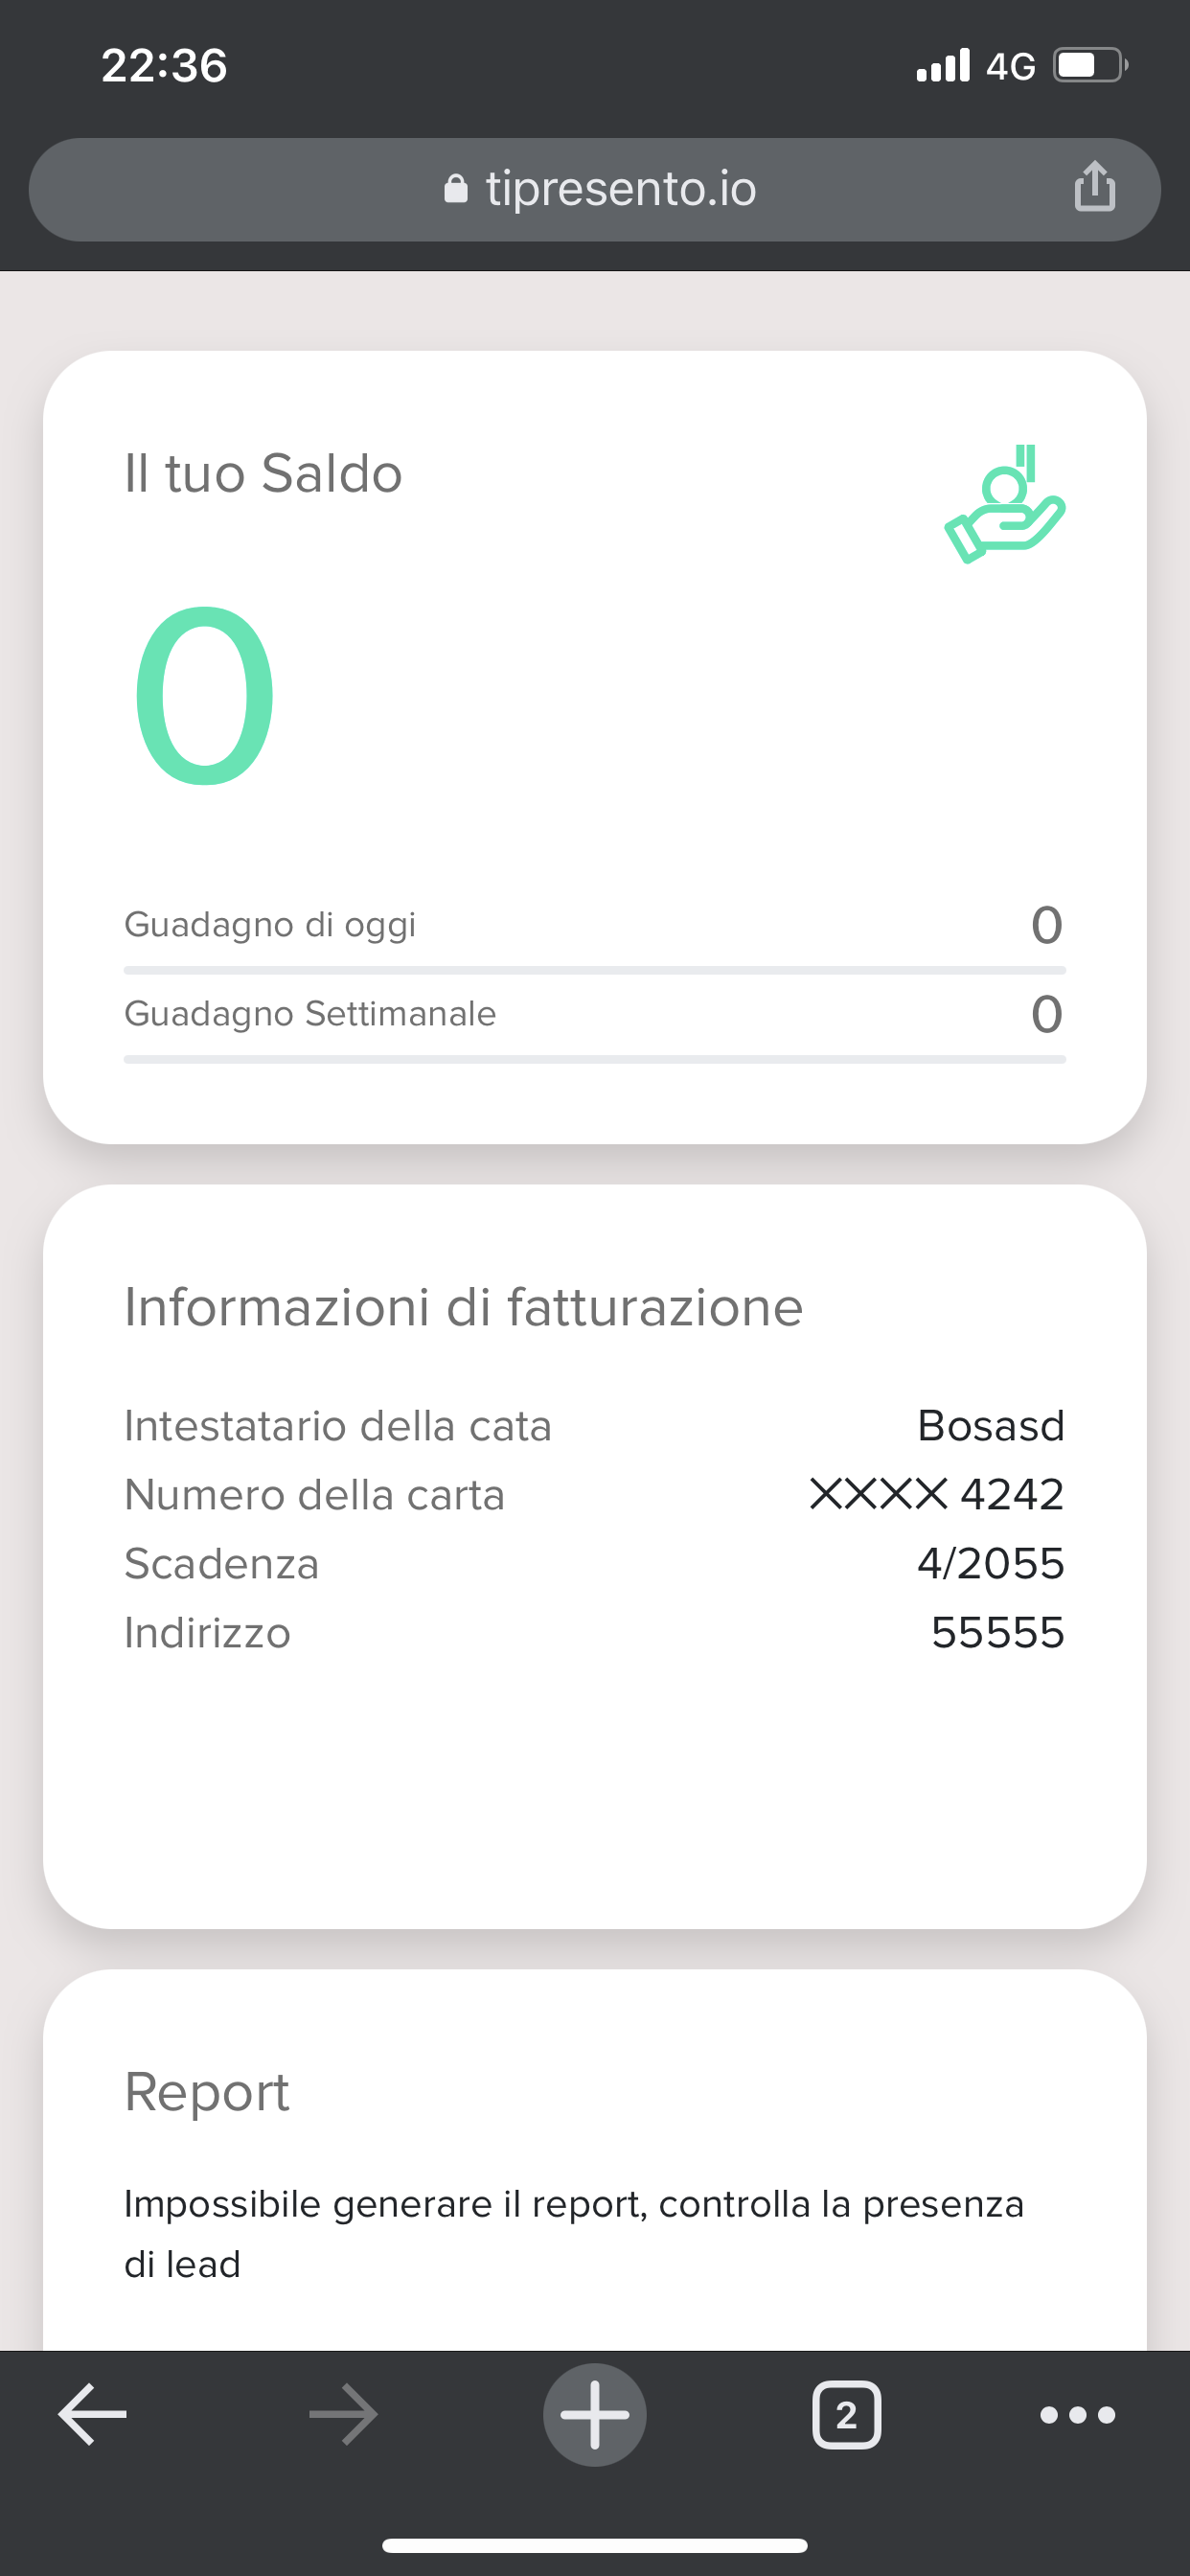 22:36
4G
tipresento.io
Il tuo Saldo
0
Guadagno di oggi 0
Guadagno Settimanale 0
Informazioni di fatturazione
Intestatario della cata Bosasd
Numero della carta XXXX 4242
Scadenza 4/2055
Indirizzo 55555
Report
Impossibile generare il report, controlla la presenza
di lead
2